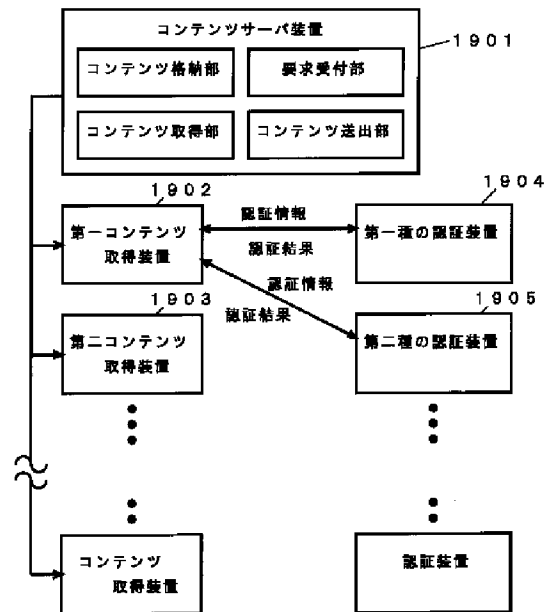 コンテンツサーバ装置
1901
コンテンツ格納部
要求受付部
コンテンツ取得部
コンテンツ送出部
1902
1904
第一コンテンツ
取得装置
認証情報
認証結果
第一種の認証装置
認証情報
認証結果
1903
1905
第二コンテンツ
取得装置
第二種の認証装置
コンテンツ
取得装置
認証装置